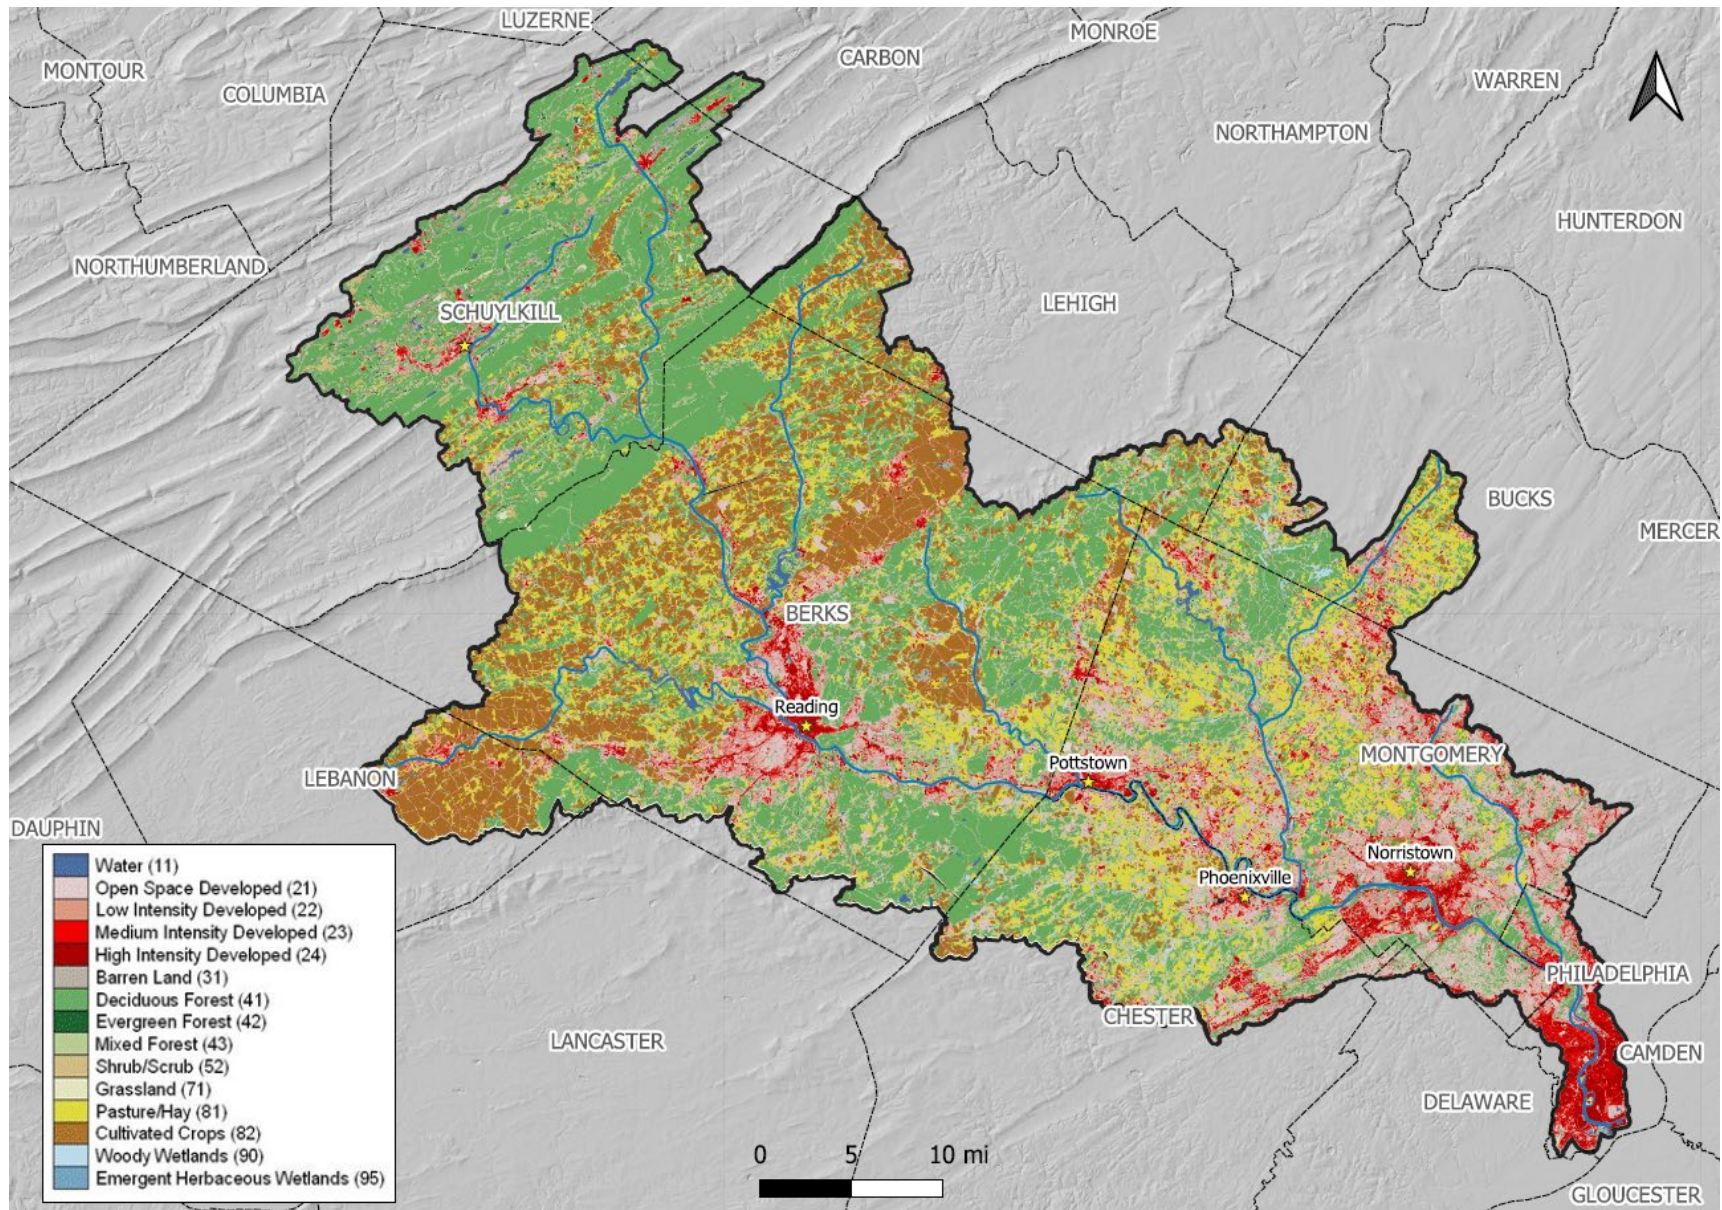 LUZERNE
MONROE
CARBON
MONTOUR
COLUMBIA
WARREN
NORTHAMPTON
HUNTERDON
NORTHUMBERLAND
LEHIGH
SCHUYLKILL
BUCKS
MERCER
BERKS
Reading
MONTGOMERY
Pottstown
LEBANON
DAUPHIN
Norristown
Phoenixville
PHILADELPHIA
CHESTER
LANCASTER
CAMDEN
DELAWARE
GLOUCESTER
Water (11)
Open Space Developed (21)
Low Intensity Developed (22)
Medium Intensity Developed (23)
High Intensity Developed (24)
Barren Land (31)
Deciduous Forest (41)
Evergreen Forest (42)
Mixed Forest (43)
Shrub/Scrub (52)
Grassland (71)
Pasture/Hay (81)
Cultivated Crops (82)
Woody Wetlands (90)
Emergent Herbaceous Wetlands (95)
0 5 10 mi